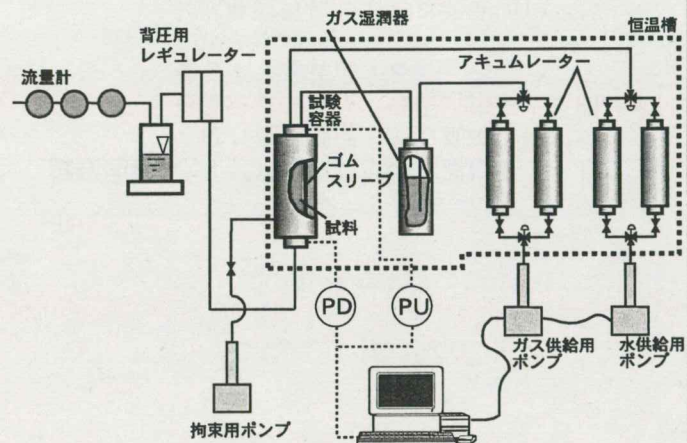 ガス湿潤器
恒温槽
背圧用
レギュレーター
アキュムレーター
流量計
試験
容器
ゴム
スリーブ
試料
PD
PU
ガス供給用
ポンプ
水供給用
ポンプ
拘束用ポンプ